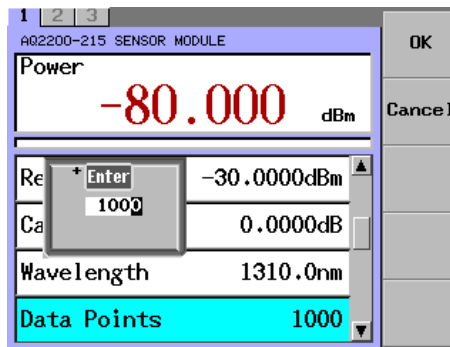 1 2 3
AQ2200-215 SENSOR MODULE
Power
-80.000 dBm
OK
Cancel
Re -30.0000dBm
+ Enter
1000
Ca 0.0000dB
Wavelength 1310.0nm
Data Points 1000